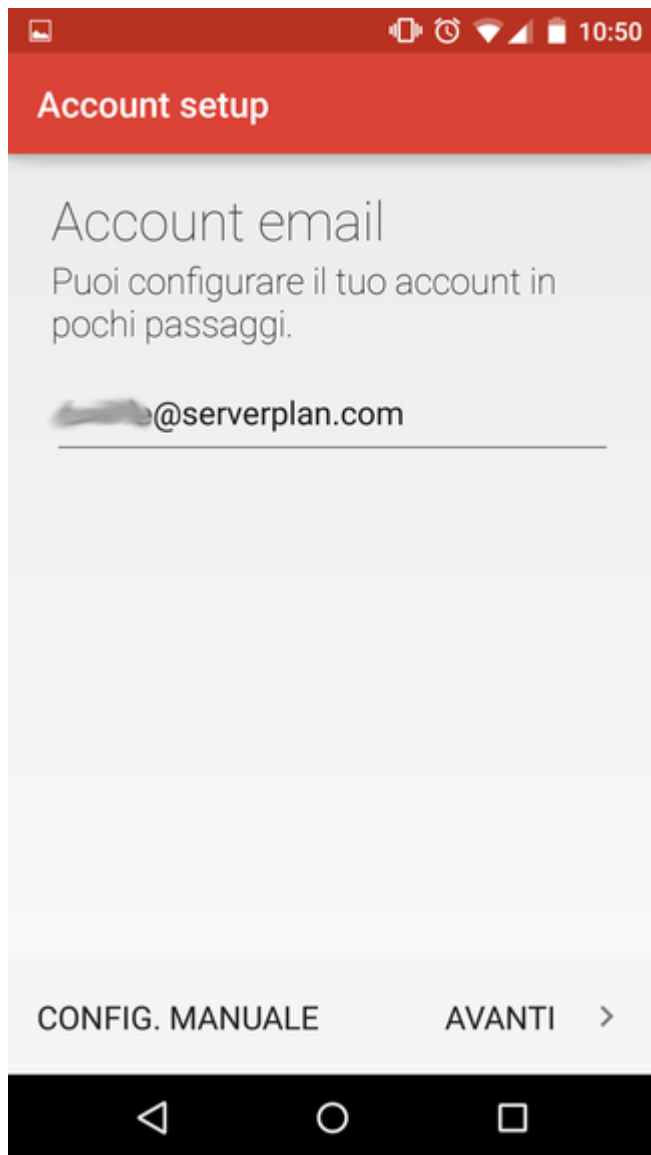 10:50
Account setup
Account email
Puoi configurare il tuo account in
pochi passaggi.
@serverplan.com
CONFIG. MANUALE AVANTI